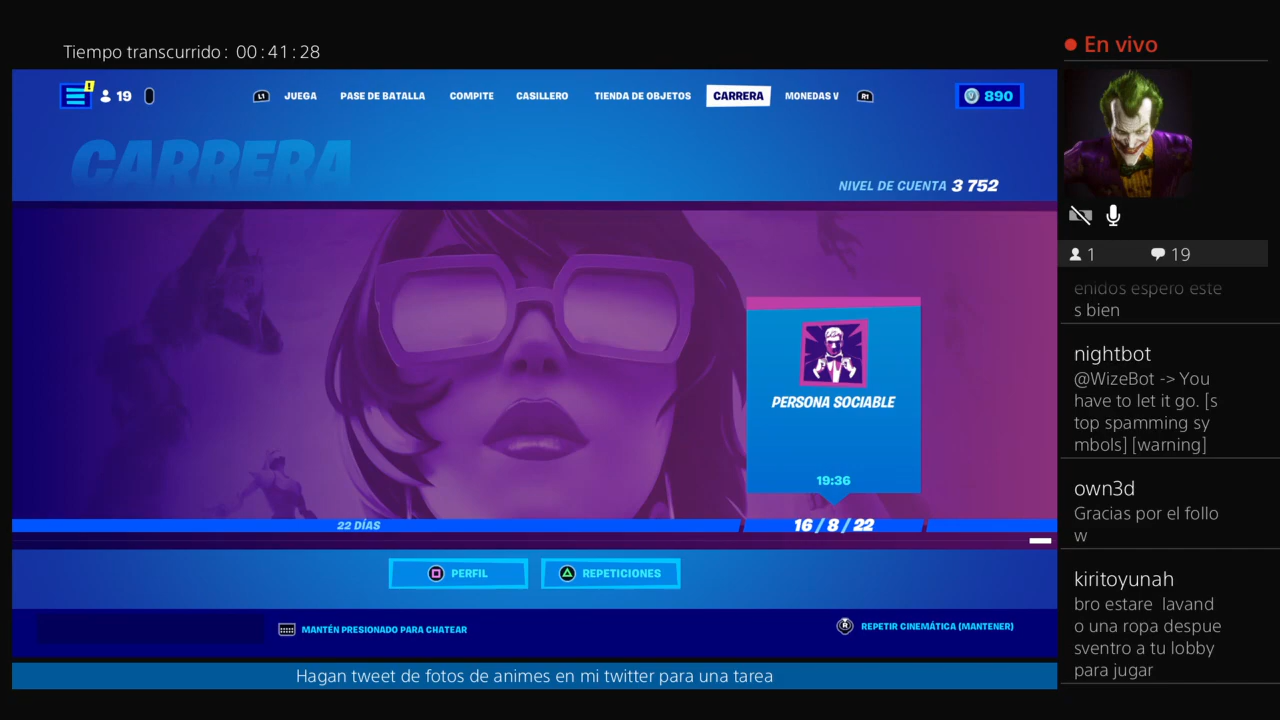 Tiempo transcurrido: 00:41:28
En vivo
19
L1
JUEGA
PASE DE BATALLA
COMPITE
CASILLERO
TIENDA DE OBJETOS
CARRERA
MONEDAS V
R1
890
CARRERA
NIVEL DE CUENTA 3 752
PERSONA SOCIABLE
19:36
22 DÍAS
16 / 8 / 22
PERFIL
REPETICIONES
MANTÉN PRESIONADO PARA CHATEAR
R
REPETIR CINEMÁTICA (MANTENER)
Hagan tweet de fotos de animes en mi twitter para una tarea
1
19
enidos espero este
s bien
nightbot
@WizeBot -> You
have to let it go. [s
top spamming sy
mbols] [warning]
own3d
Gracias por el follo
w
kiritoyunah
bro estare lavand
o una ropa despue
sventro a tu lobby
para jugar